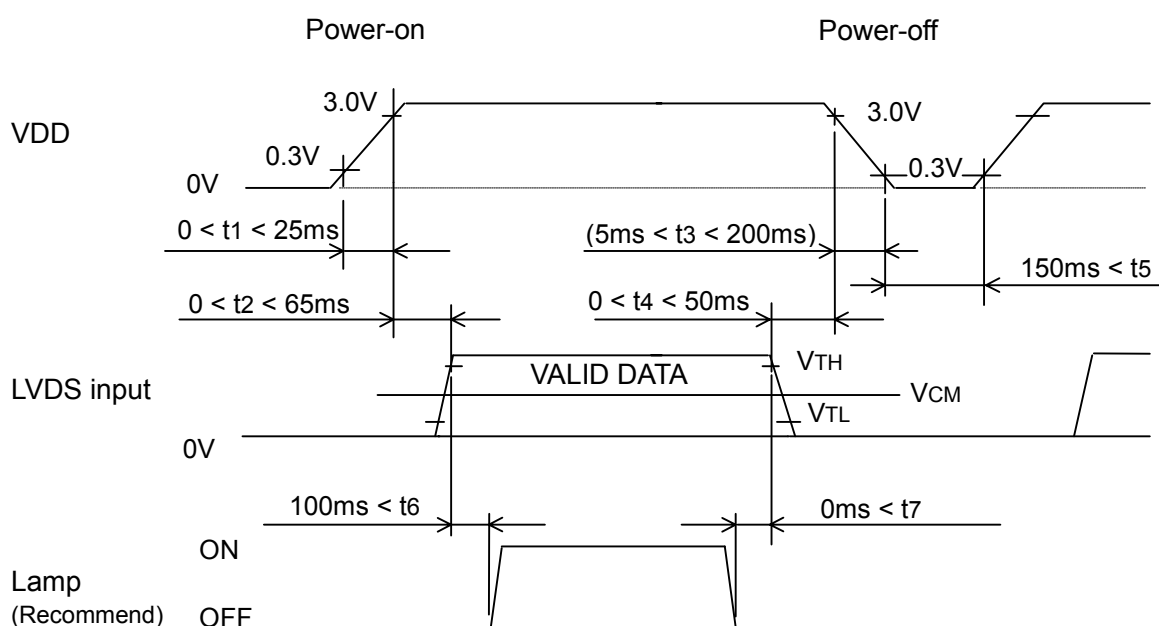 Power-on Power-off
3.0V 3.0V
VDD
0.3V 0.3V
0V
0 < t1 < 25ms (5ms < t3 < 200ms)
150ms < t5
0 < t2 < 65ms 0 < t4 < 50ms
VALID DATA VTH
LVDS input VCM
VTL
0V
100ms < t6 0ms < t7
ON
Lamp
(Recommend) OFF